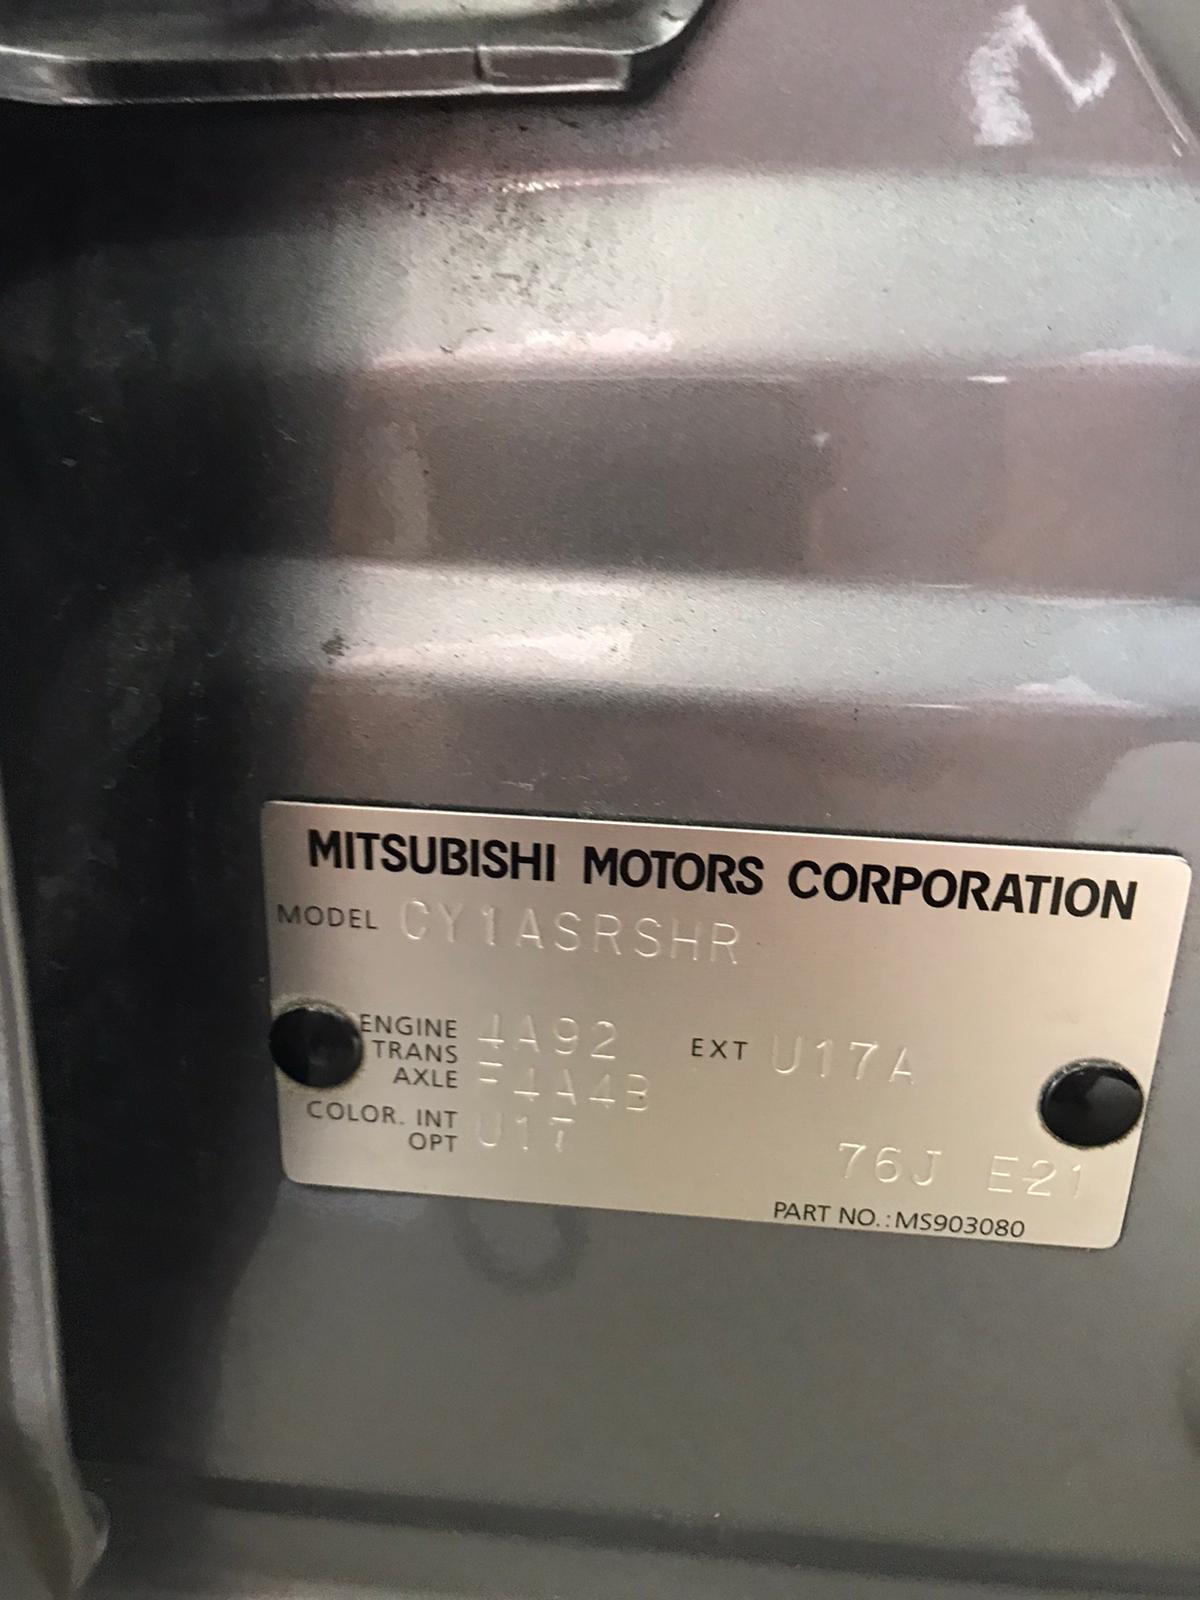 MITSUBISHI MOTORS CORPORATION
MODEL CY1ASRSHR
ENGINE 4A92 EXT U17A
TRANS
AXLE F4A4B
COLOR. INT U17
OPT 76J E21
PART NO.:MS903080